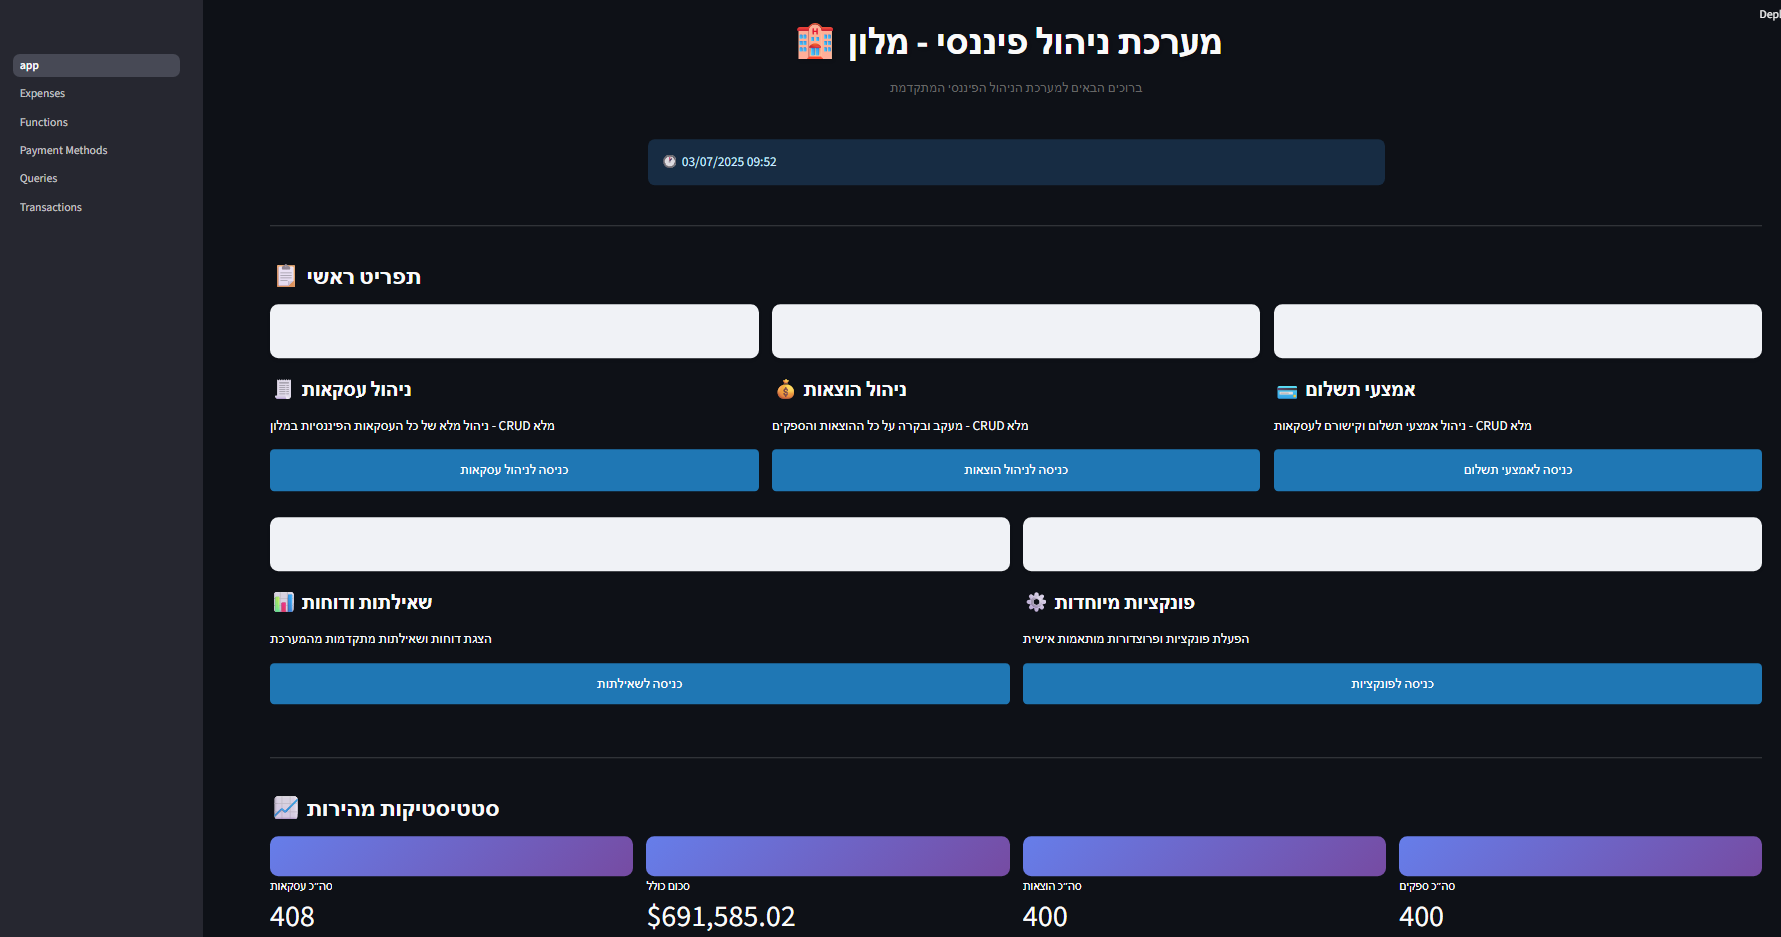 Depl
app
Expenses
Functions
Payment Methods
Queries
Transactions
מערכת ניהול פיננסי - מלון
ברוכים הבאים למערכת הניהול הפיננסי המתקדמת
03/07/2025 09:52
תפריט ראשי
ניהול עסקאות
מלא CRUD - ניהול מלא של כל העסקאות הפיננסיות במלון
כניסה לניהול עסקאות
ניהול הוצאות
מלא CRUD - מעקב ובקרה על כל ההוצאות והספקים
כניסה לניהול הוצאות
אמצעי תשלום
מלא CRUD - ניהול אמצעי תשלום וקישורם לעסקאות
כניסה לאמצעי תשלום
שאילתות ודוחות
הצגת דוחות ושאילתות מתקדמות מהמערכת
כניסה לשאילתות
פונקציות מיוחדות
הפעלת פונקציות ופרוצדורות מותאמות אישית
כניסה לפונקציות
סטטיסטיקות מהירות
סה״כ עסקאות
408
סכום כולל
$691,585.02
סה״כ הוצאות
400
סה״כ ספקים
400